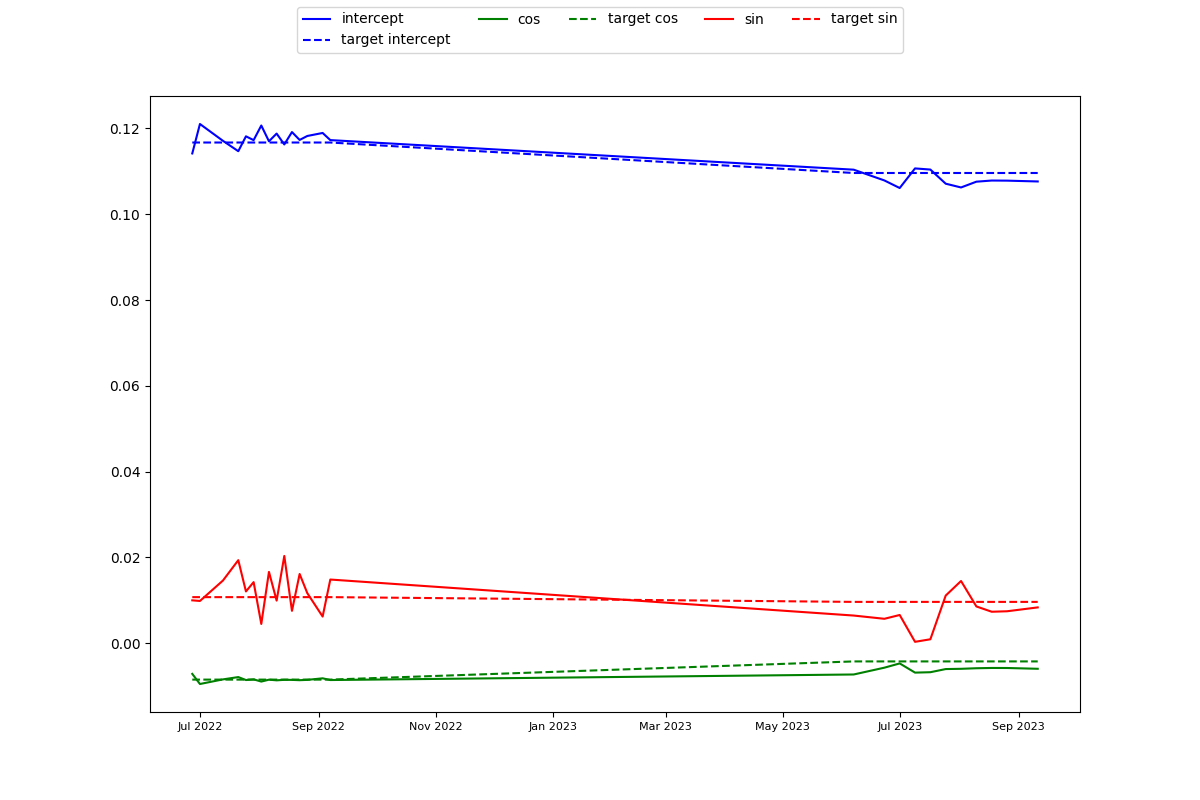 intercept cos target cos sin target sin
target intercept
0.12
0.10
0.08
0.06
0.04
0.02
0.00
Jul 2022 Sep 2022 Nov 2022 Jan 2023 Mar 2023 May 2023 Jul 2023 Sep 2023